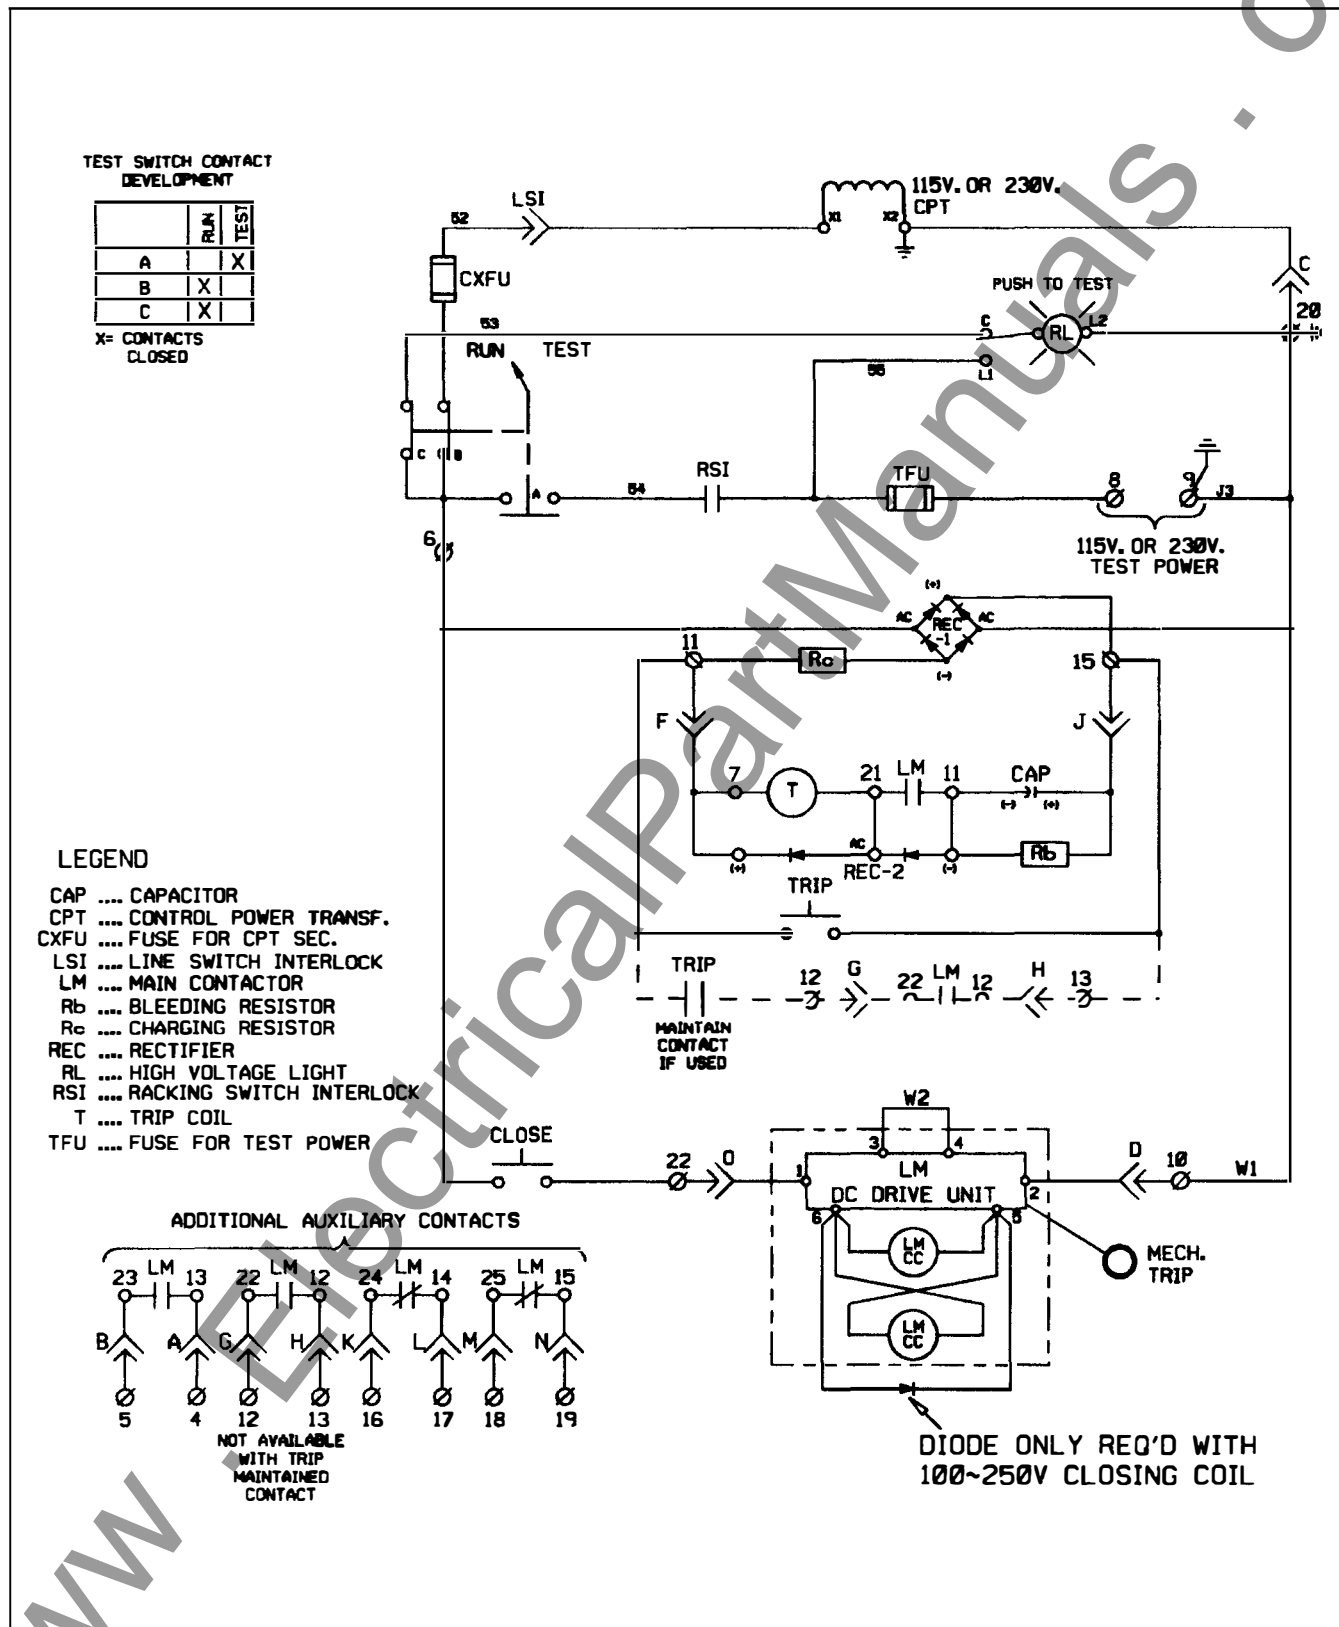 TEST SWITCH CONTACT
DEVELOPMENT
RUN TEST
A X
B X
C X
X= CONTACTS
CLOSED
52 LSI
115V. OR 230V.
CPT
X1 X2
CXFU
C
PUSH TO TEST
53
C RL L2 20
RUN TEST
55
L1
C B
A 54 RSI TFU 8 9 J3
6
115V. OR 230V.
TEST POWER
(+)
AC REC AC
-1
11 Rc 15
(-)
F J
7 T 21 LM 11 CAP
(-) (+)
AC Rb
(+) REC-2 (-)
TRIP
TRIP 12 G 22 LM 12 H 13
MAINTAIN
CONTACT
IF USED
LEGEND
CAP .... CAPACITOR
CPT .... CONTROL POWER TRANSF.
CXFU .... FUSE FOR CPT SEC.
LSI .... LINE SWITCH INTERLOCK
LM .... MAIN CONTACTOR
Rb .... BLEEDING RESISTOR
Rc .... CHARGING RESISTOR
REC .... RECTIFIER
RL .... HIGH VOLTAGE LIGHT
RSI .... RACKING SWITCH INTERLOCK
T .... TRIP COIL
TFU .... FUSE FOR TEST POWER
CLOSE
22 O
W2
3 4
1 LM 2
DC DRIVE UNIT
6 5
D 10 W1
LM
CC
LM
CC
MECH.
TRIP
DIODE ONLY REQ'D WITH
100~250V CLOSING COIL
ADDITIONAL AUXILIARY CONTACTS
23 LM 13 22 LM 12 24 LM 14 25 LM 15
B A G H K L M N
5 4 12 13 16 17 18 19
NOT AVAILABLE
WITH TRIP
MAINTAINED
CONTACT
www . ElectricalPartManuals . c